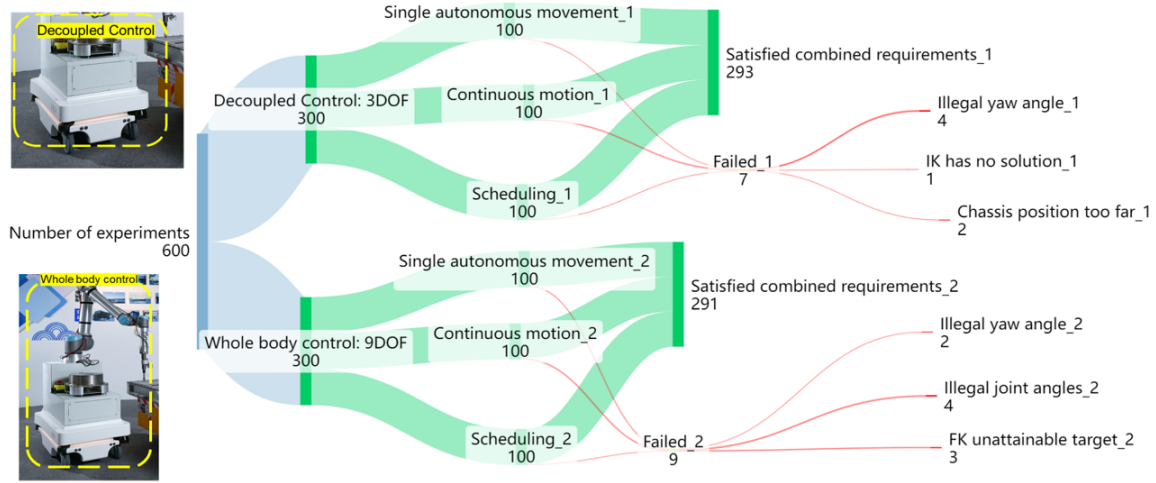 Decoupled Control
Single autonomous movement_1
100
Satisfied combined requirements_1
293
Decoupled Control: 3DOF
300
Continuous motion_1
100
Illegal yaw angle_1
4
Failed_1
7
IK has no solution_1
1
Scheduling_1
100
Chassis position too far_1
2
Number of experiments
600
Single autonomous movement_2
100
Whole body control
Satisfied combined requirements_2
291
Whole body control: 9DOF
300
Continuous motion_2
100
Illegal yaw angle_2
2
Illegal joint angles_2
4
Scheduling_2
100
Failed_2
9
FK unattainable target_2
3